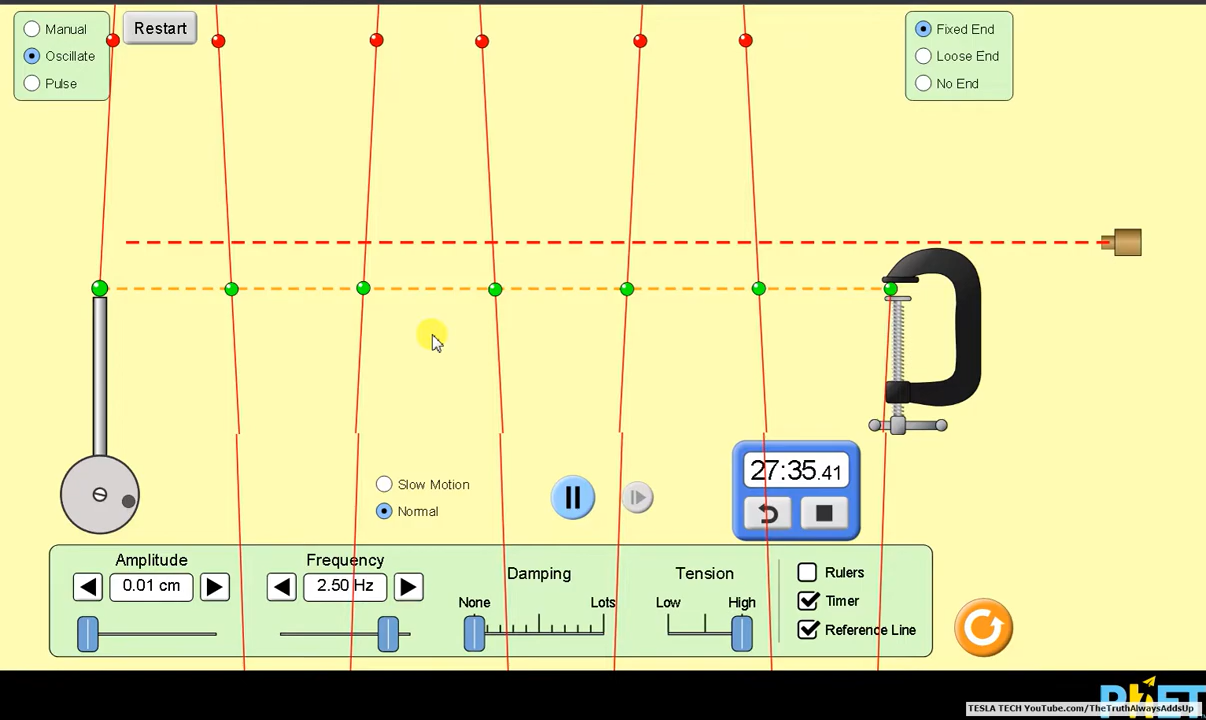 Manual
Restart
Oscillate
Pulse
Fixed End
Loose End
No End
Slow Motion
Normal
27:35.41
Amplitude
0.01 cm
Frequency
2.50 Hz
Damping
None
Lots
Tension
Low
High
Rulers
Timer
Reference Line
PhET
TESLA TECH YouTube.com/TheTruthAlwaysAddsUp